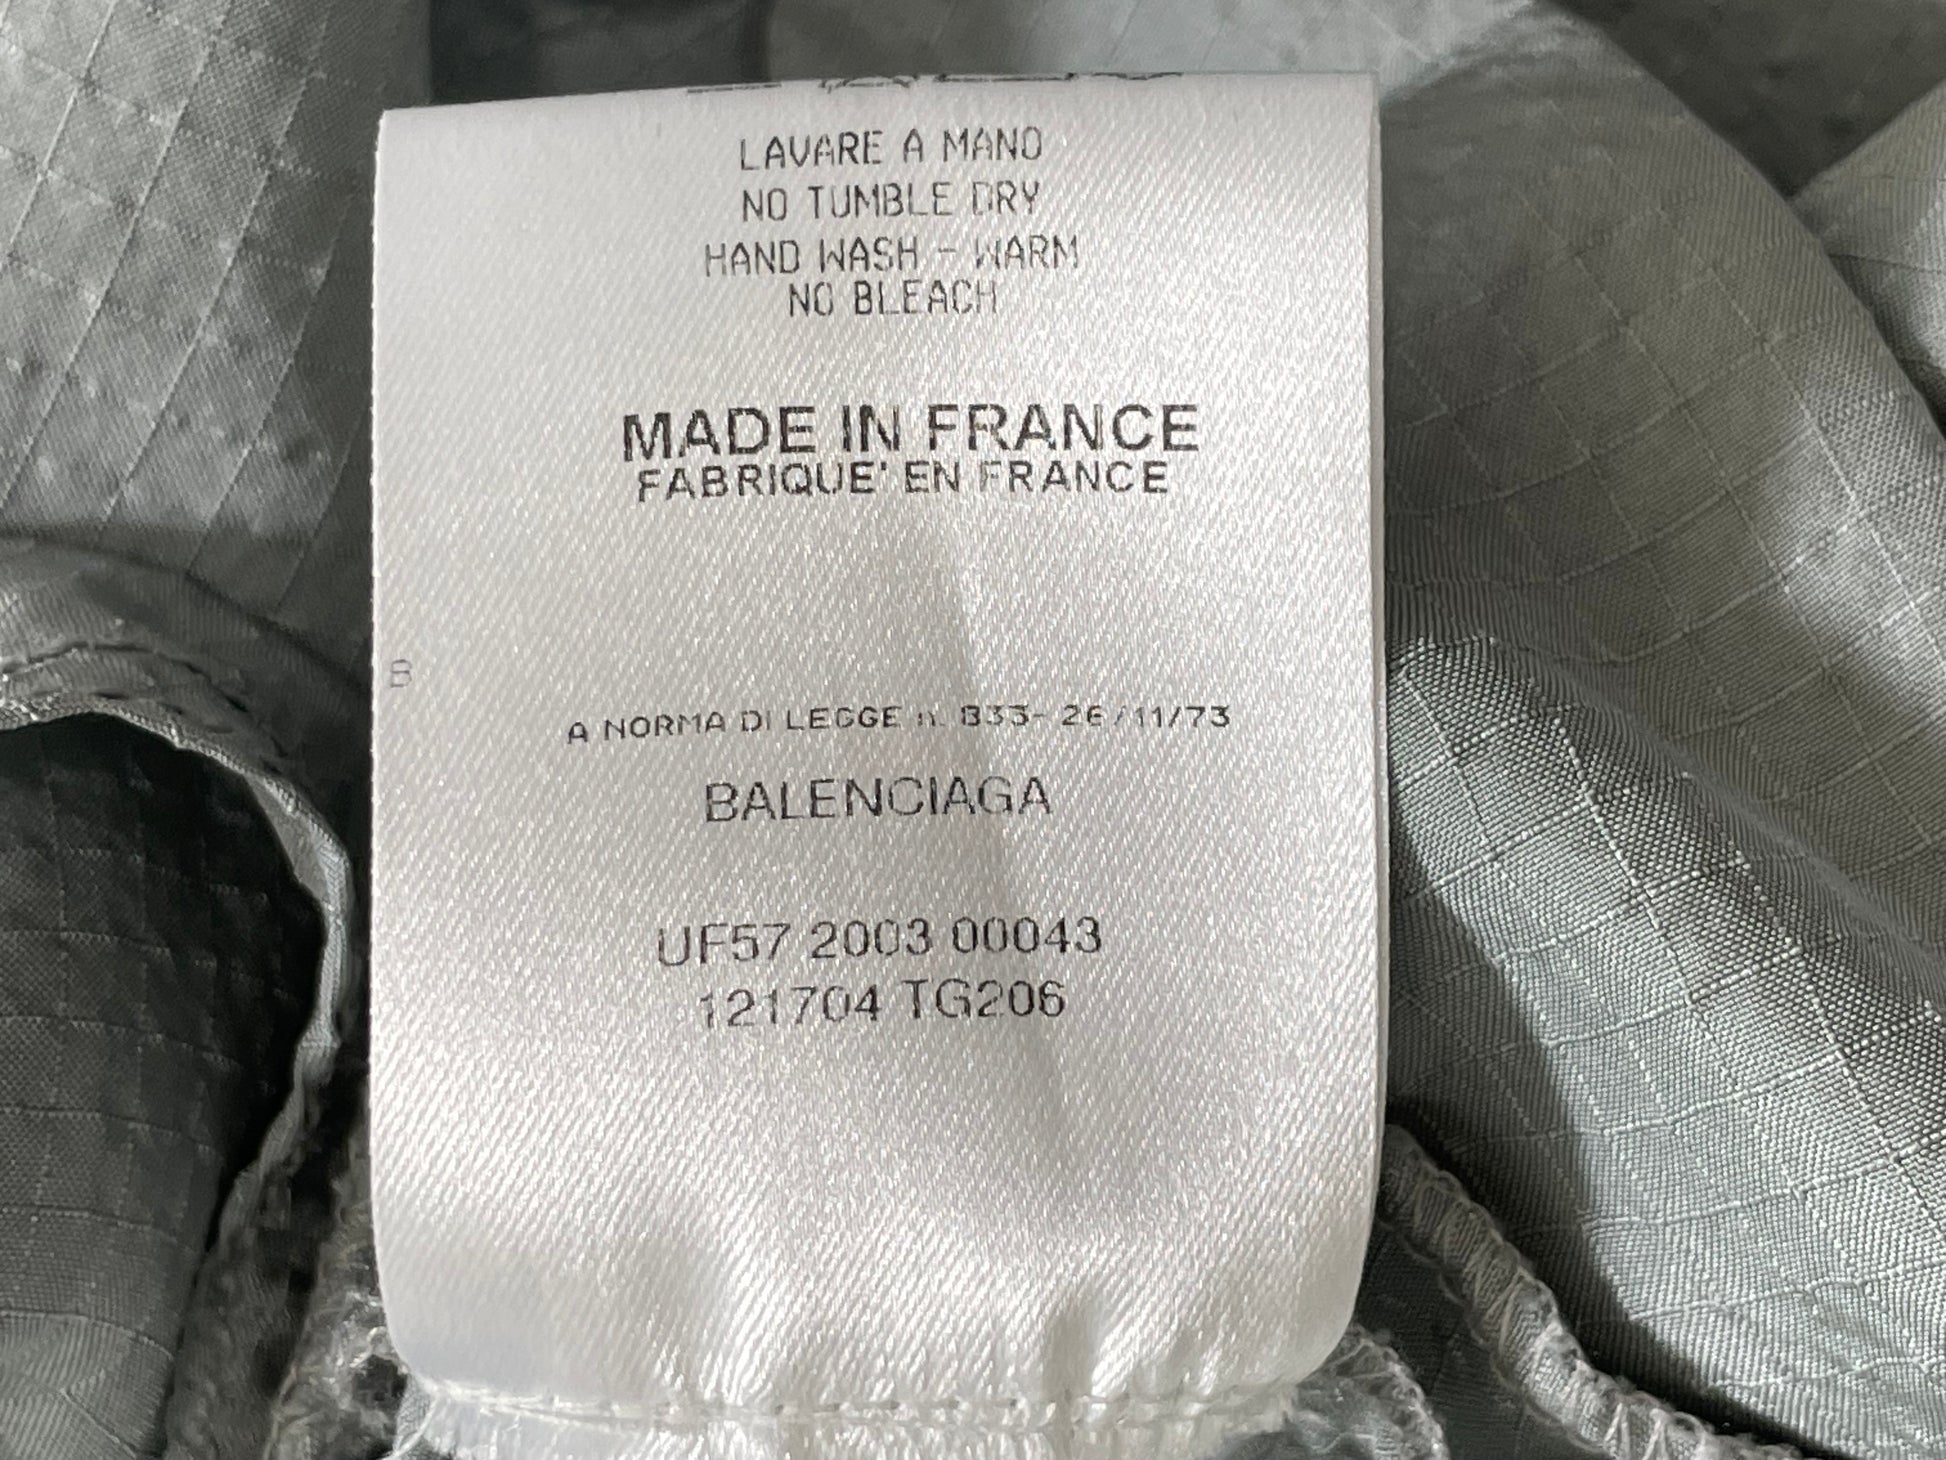 LAVARE A MANO
NO TUMBLE DRY
HAND WASH - WARM
NO BLEACH
MADE IN FRANCE
FABRIQUE' EN FRANCE
A NORMA DI LEGGE n. 833- 26/11/73
BALENCIAGA
UF57 2003 00043
121704 TG206